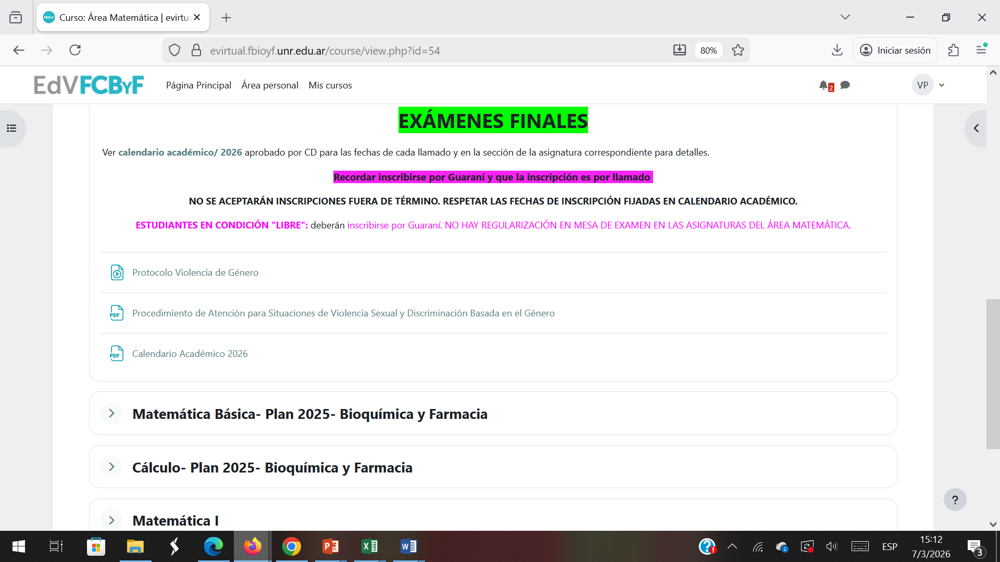 Curso: Área Matemática | evirtu
evirtual.fbioyf.unr.edu.ar/course/view.php?id=54
80%
Iniciar sesión
EdVFCByF
Página Principal
Área personal
Mis cursos
2
VP
EXÁMENES FINALES
Ver calendario académico/ 2026 aprobado por CD para las fechas de cada llamado y en la sección de la asignatura correspondiente para detalles.
Recordar inscribirse por Guaraní y que la inscripción es por llamado
NO SE ACEPTARÁN INSCRIPCIONES FUERA DE TÉRMINO. RESPETAR LAS FECHAS DE INSCRIPCIÓN FIJADAS EN CALENDARIO ACADÉMICO.
ESTUDIANTES EN CONDICIÓN "LIBRE": deberán inscribirse por Guaraní. NO HAY REGULARIZACIÓN EN MESA DE EXAMEN EN LAS ASIGNATURAS DEL ÁREA MATEMÁTICA.
Protocolo Violencia de Género
PDF
Procedimiento de Atención para Situaciones de Violencia Sexual y Discriminación Basada en el Género
PDF
Calendario Académico 2026
Matemática Básica- Plan 2025- Bioquímica y Farmacia
Cálculo- Plan 2025- Bioquímica y Farmacia
Matemática I
?
ESP
15:12
7/3/2026
3